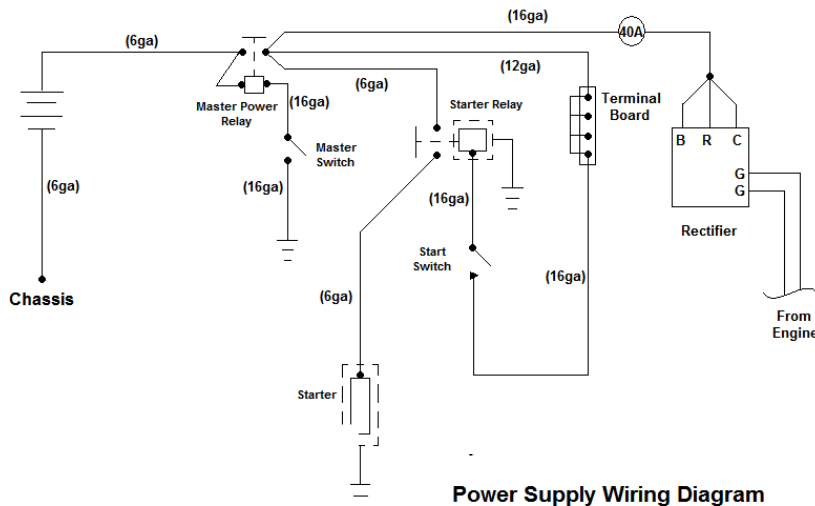 (16ga)
40A
(6ga)
(12ga)
(6ga)
Master Power
Relay
(16ga)
Starter Relay
Terminal
Board
Master
Switch
B R C
(6ga)
(16ga)
(16ga)
G
G
Rectifier
Start
Switch
(16ga)
Chassis
(6ga)
From
Engine
Starter
Power Supply Wiring Diagram